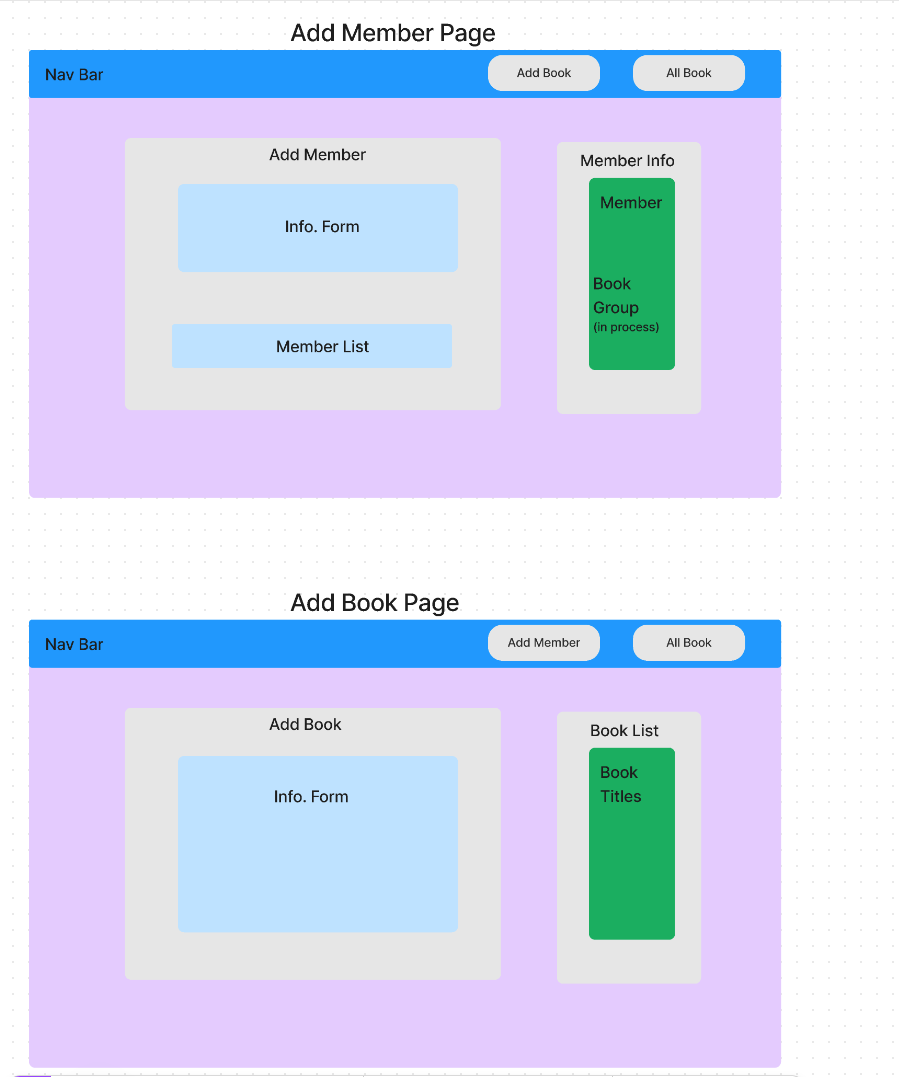 Add Member Page
Nav Bar
Add Book
All Book
Add Member
Info. Form
Member List
Member Info
Member
Book
Group
(in process)
Add Book Page
Nav Bar
Add Member
All Book
Add Book
Info. Form
Book List
Book
Titles